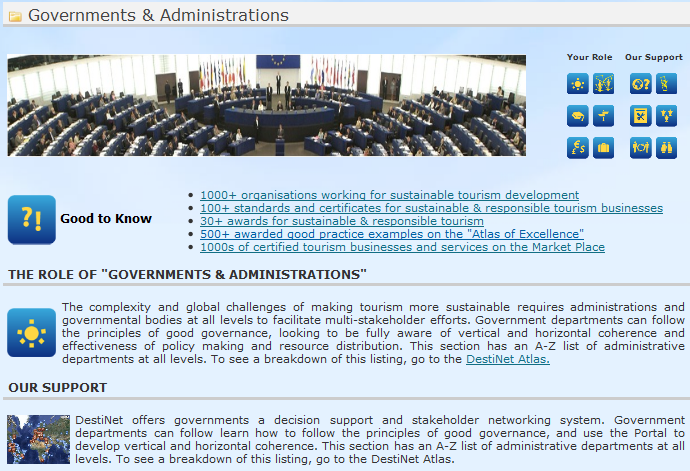 Governments & Administrations
Your Role Our Support
?!
Good to Know
1000+ organisations working for sustainable tourism development
100+ standards and certificates for sustainable & responsible tourism businesses
30+ awards for sustainable & responsible tourism
500+ awarded good practice examples on the "Atlas of Excellence"
1000s of certified tourism businesses and services on the Market Place
THE ROLE OF "GOVERNMENTS & ADMINISTRATIONS"
The complexity and global challenges of making tourism more sustainable requires administrations and
governmental bodies at all levels to facilitate multi-stakeholder efforts. Government departments can follow
the principles of good governance, looking to be fully aware of vertical and horizontal coherence and
effectiveness of policy making and resource distribution. This section has an A-Z list of administrative
departments at all levels. To see a breakdown of this listing, go to the DestiNet Atlas.
OUR SUPPORT
DestiNet offers governments a decision support and stakeholder networking system. Government
departments can follow learn how to follow the principles of good governance, and use the Portal to
develop vertical and horizontal coherence. This section has an A-Z list of administrative departments at all
levels. To see a breakdown of this listing, go to the DestiNet Atlas.